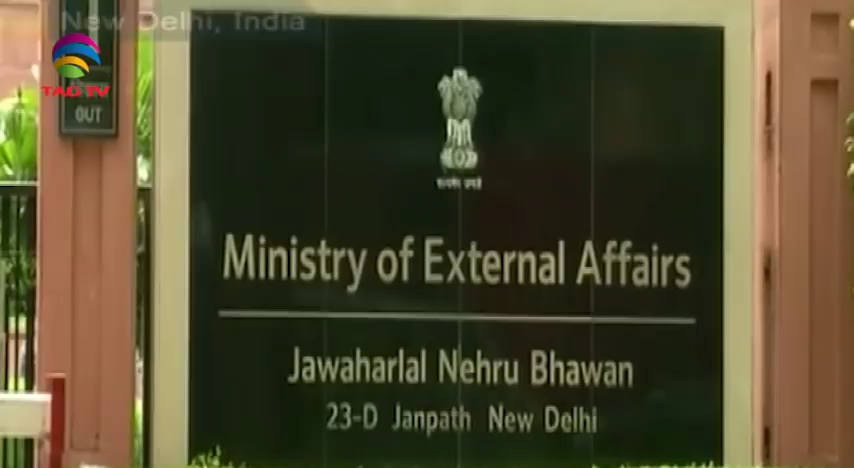 New Delhi, India
TAG TV
OUT
सत्यमेव जयते
Ministry of External Affairs
Jawaharlal Nehru Bhawan
23-D Janpath New Delhi